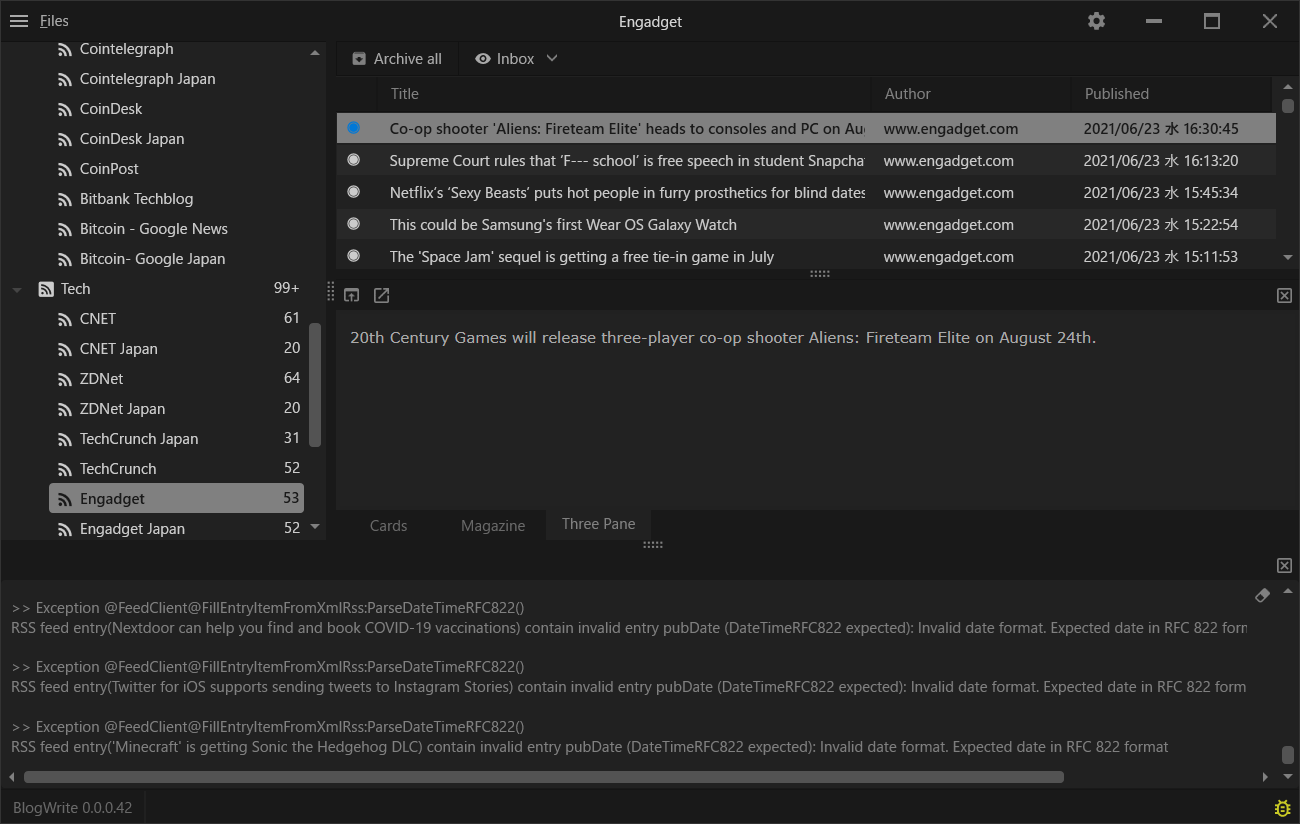 Files
Engadget
Cointelegraph
Cointelegraph Japan
CoinDesk
CoinDesk Japan
CoinPost
Bitbank Techblog
Bitcoin - Google News
Bitcoin- Google Japan
Tech 99+
CNET 61
CNET Japan 20
ZDNet 64
ZDNet Japan 20
TechCrunch Japan 31
TechCrunch 52
Engadget 53
Engadget Japan 52
Archive all Inbox
Title Author Published
Co-op shooter 'Aliens: Fireteam Elite' heads to consoles and PC on Au www.engadget.com 2021/06/23 水 16:30:45
Supreme Court rules that ‘F--- school’ is free speech in student Snapcha www.engadget.com 2021/06/23 水 16:13:20
Netflix’s ‘Sexy Beasts’ puts hot people in furry prosthetics for blind dates www.engadget.com 2021/06/23 水 15:45:34
This could be Samsung's first Wear OS Galaxy Watch www.engadget.com 2021/06/23 水 15:22:54
The 'Space Jam' sequel is getting a free tie-in game in July www.engadget.com 2021/06/23 水 15:11:53
20th Century Games will release three-player co-op shooter Aliens: Fireteam Elite on August 24th.
Cards Magazine Three Pane
>> Exception @FeedClient@FillEntryItemFromXmlRss:ParseDateTimeRFC822()
RSS feed entry(Nextdoor can help you find and book COVID-19 vaccinations) contain invalid entry pubDate (DateTimeRFC822 expected): Invalid date format. Expected date in RFC 822 form
>> Exception @FeedClient@FillEntryItemFromXmlRss:ParseDateTimeRFC822()
RSS feed entry(Twitter for iOS supports sending tweets to Instagram Stories) contain invalid entry pubDate (DateTimeRFC822 expected): Invalid date format. Expected date in RFC 822 form
>> Exception @FeedClient@FillEntryItemFromXmlRss:ParseDateTimeRFC822()
RSS feed entry('Minecraft' is getting Sonic the Hedgehog DLC) contain invalid entry pubDate (DateTimeRFC822 expected): Invalid date format. Expected date in RFC 822 format
BlogWrite 0.0.0.42